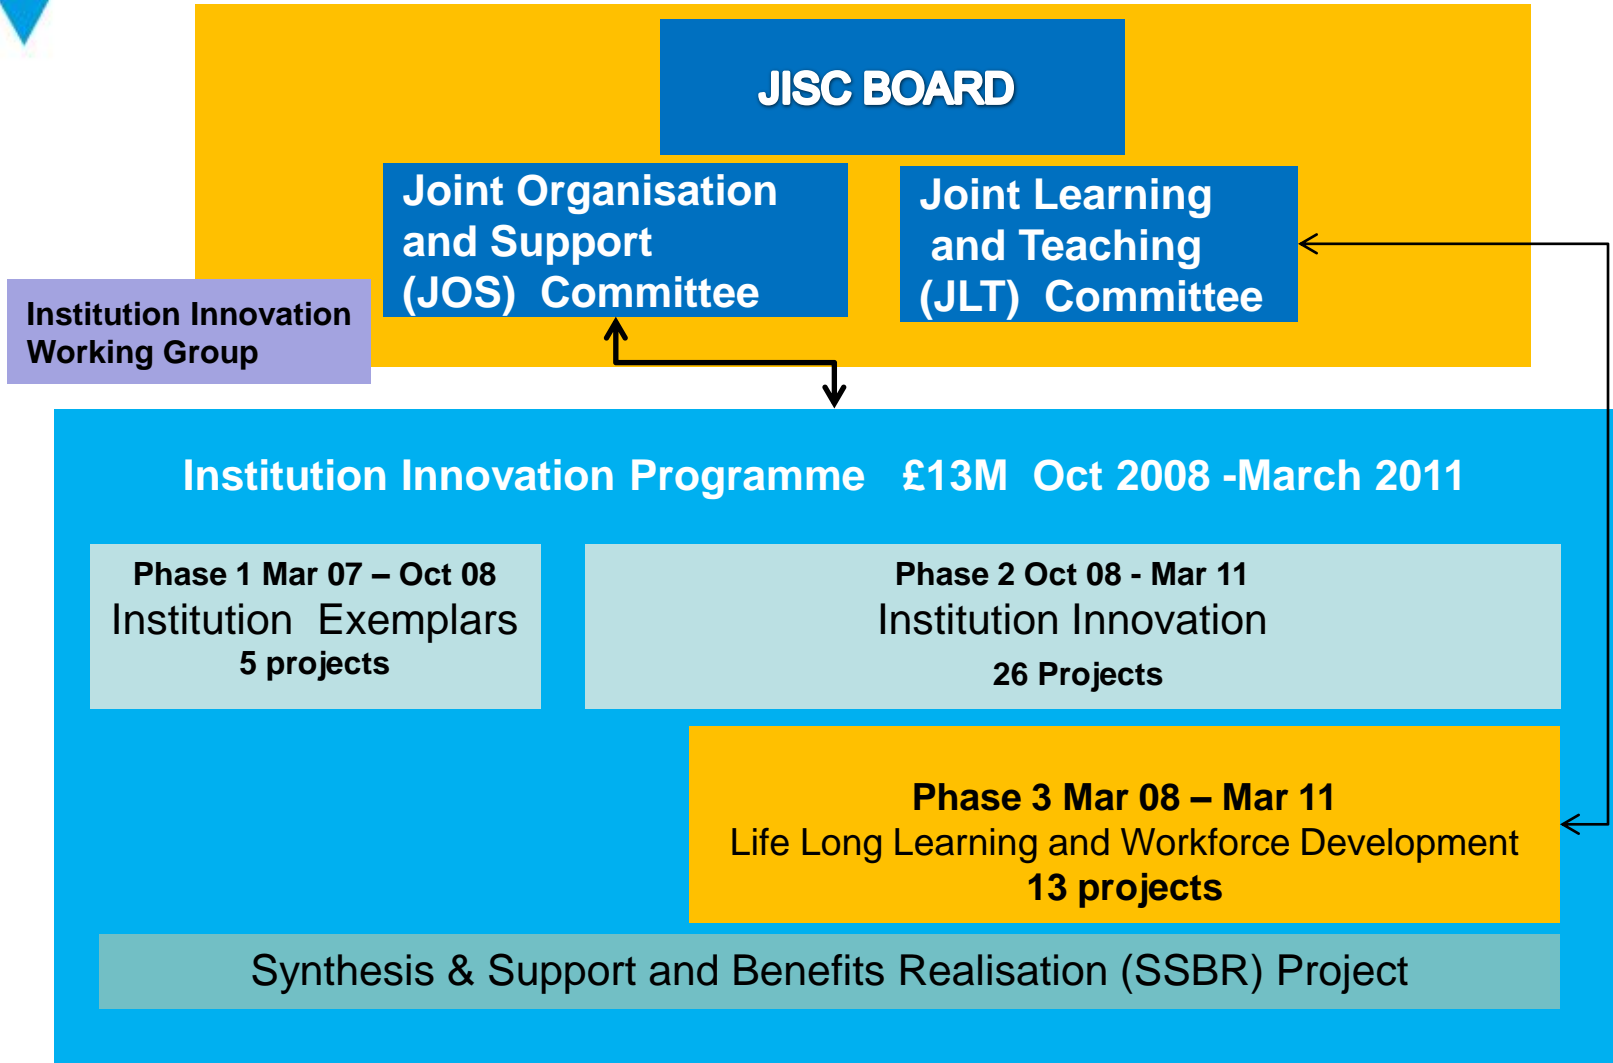 JISC BOARD
Joint Organisation
and Support
(JOS) Committee
Joint Learning
and Teaching
(JLT) Committee
Institution Innovation
Working Group
Institution Innovation Programme £13M Oct 2008 -March 2011
Phase 1 Mar 07 – Oct 08
Institution Exemplars
5 projects
Phase 2 Oct 08 - Mar 11
Institution Innovation
26 Projects
Phase 3 Mar 08 – Mar 11
Life Long Learning and Workforce Development
13 projects
Synthesis & Support and Benefits Realisation (SSBR) Project